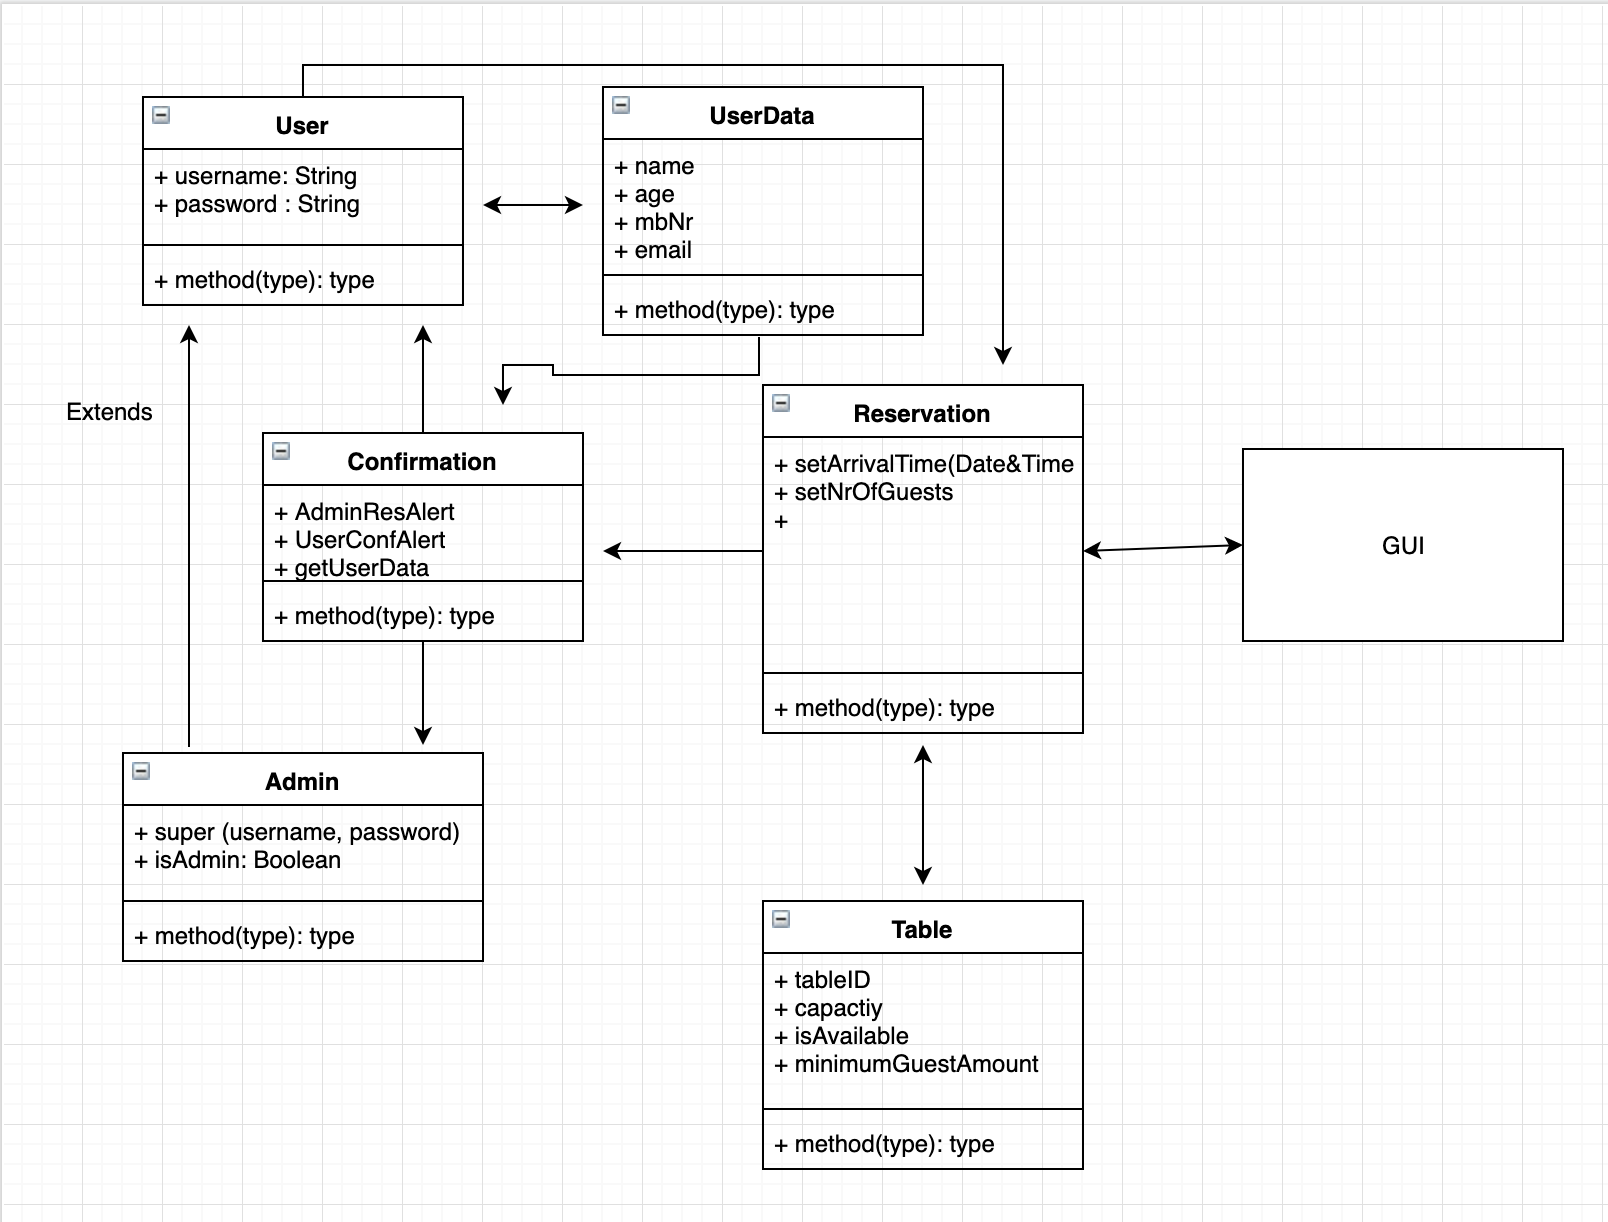 User
+ username: String
+ password : String
+ method(type): type
UserData
+ name
+ age
+ mbNr
+ email
+ method(type): type
Extends
Confirmation
+ AdminResAlert
+ UserConfAlert
+ getUserData
+ method(type): type
Reservation
+ setArrivalTime(Date&Time
+ setNrOfGuests
+
+ method(type): type
GUI
Admin
+ super (username, password)
+ isAdmin: Boolean
+ method(type): type
Table
+ tableID
+ capactiy
+ isAvailable
+ minimumGuestAmount
+ method(type): type